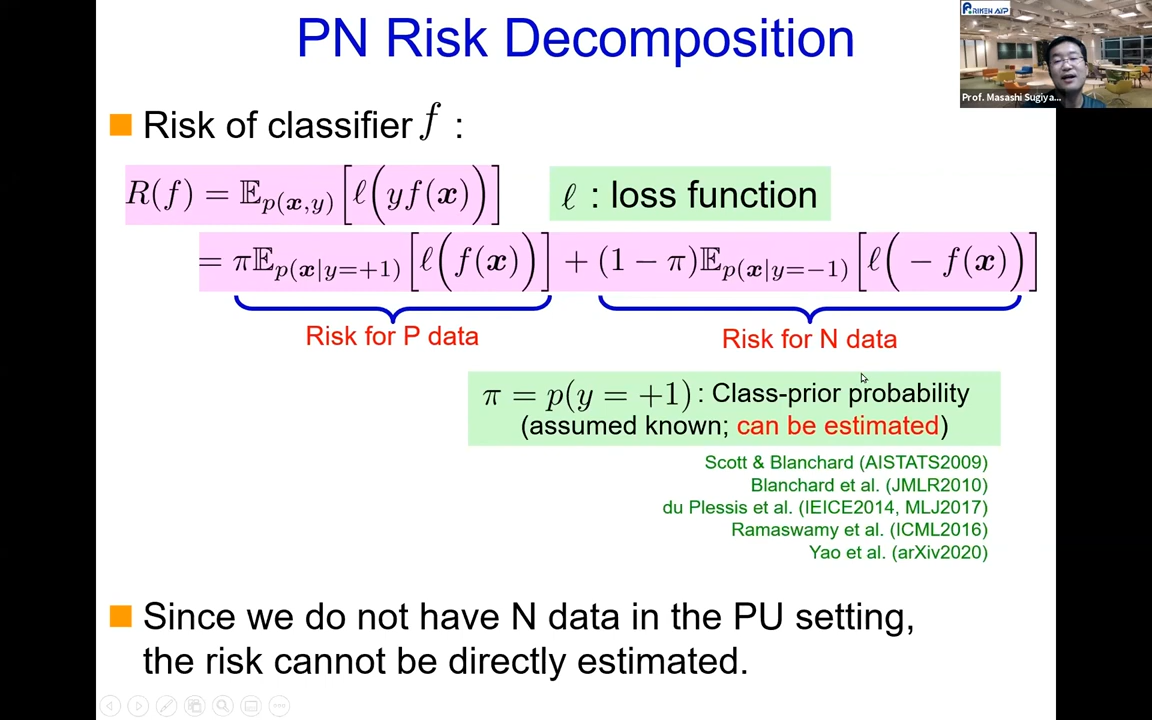 PN Risk Decomposition
RIKEN AIP
Prof. Masashi Sugiya...
■ Risk of classifier f :
R(f) = 𝔼_{p(x,y)}[ℓ(yf(x))]
ℓ : loss function
= π𝔼_{p(x|y=+1)}[ℓ(f(x))] + (1 − π)𝔼_{p(x|y=−1)}[ℓ(− f(x))]
Risk for P data
Risk for N data
π = p(y = +1) : Class-prior probability
(assumed known; can be estimated)
Scott & Blanchard (AISTATS2009)
Blanchard et al. (JMLR2010)
du Plessis et al. (IEICE2014, MLJ2017)
Ramaswamy et al. (ICML2016)
Yao et al. (arXiv2020)
■ Since we do not have N data in the PU setting,
the risk cannot be directly estimated.